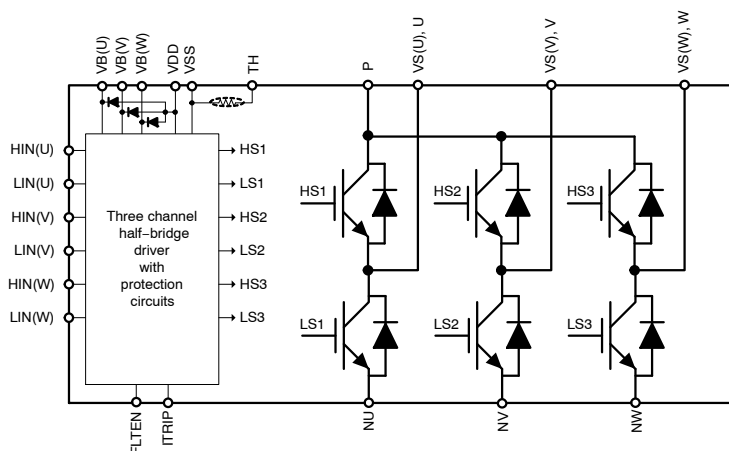 VB(U)
VB(V)
VB(W)
VDD
VSS
TH
P
VS(U), U
VS(V), V
VS(W), W
HIN(U)
LIN(U)
HIN(V)
LIN(V)
HIN(W)
LIN(W)
Three channel
half−bridge
driver
with
protection
circuits
HS1
LS1
HS2
LS2
HS3
LS3
HS1
HS2
HS3
LS1
LS2
LS3
FLTEN
ITRIP
NU
NV
NW